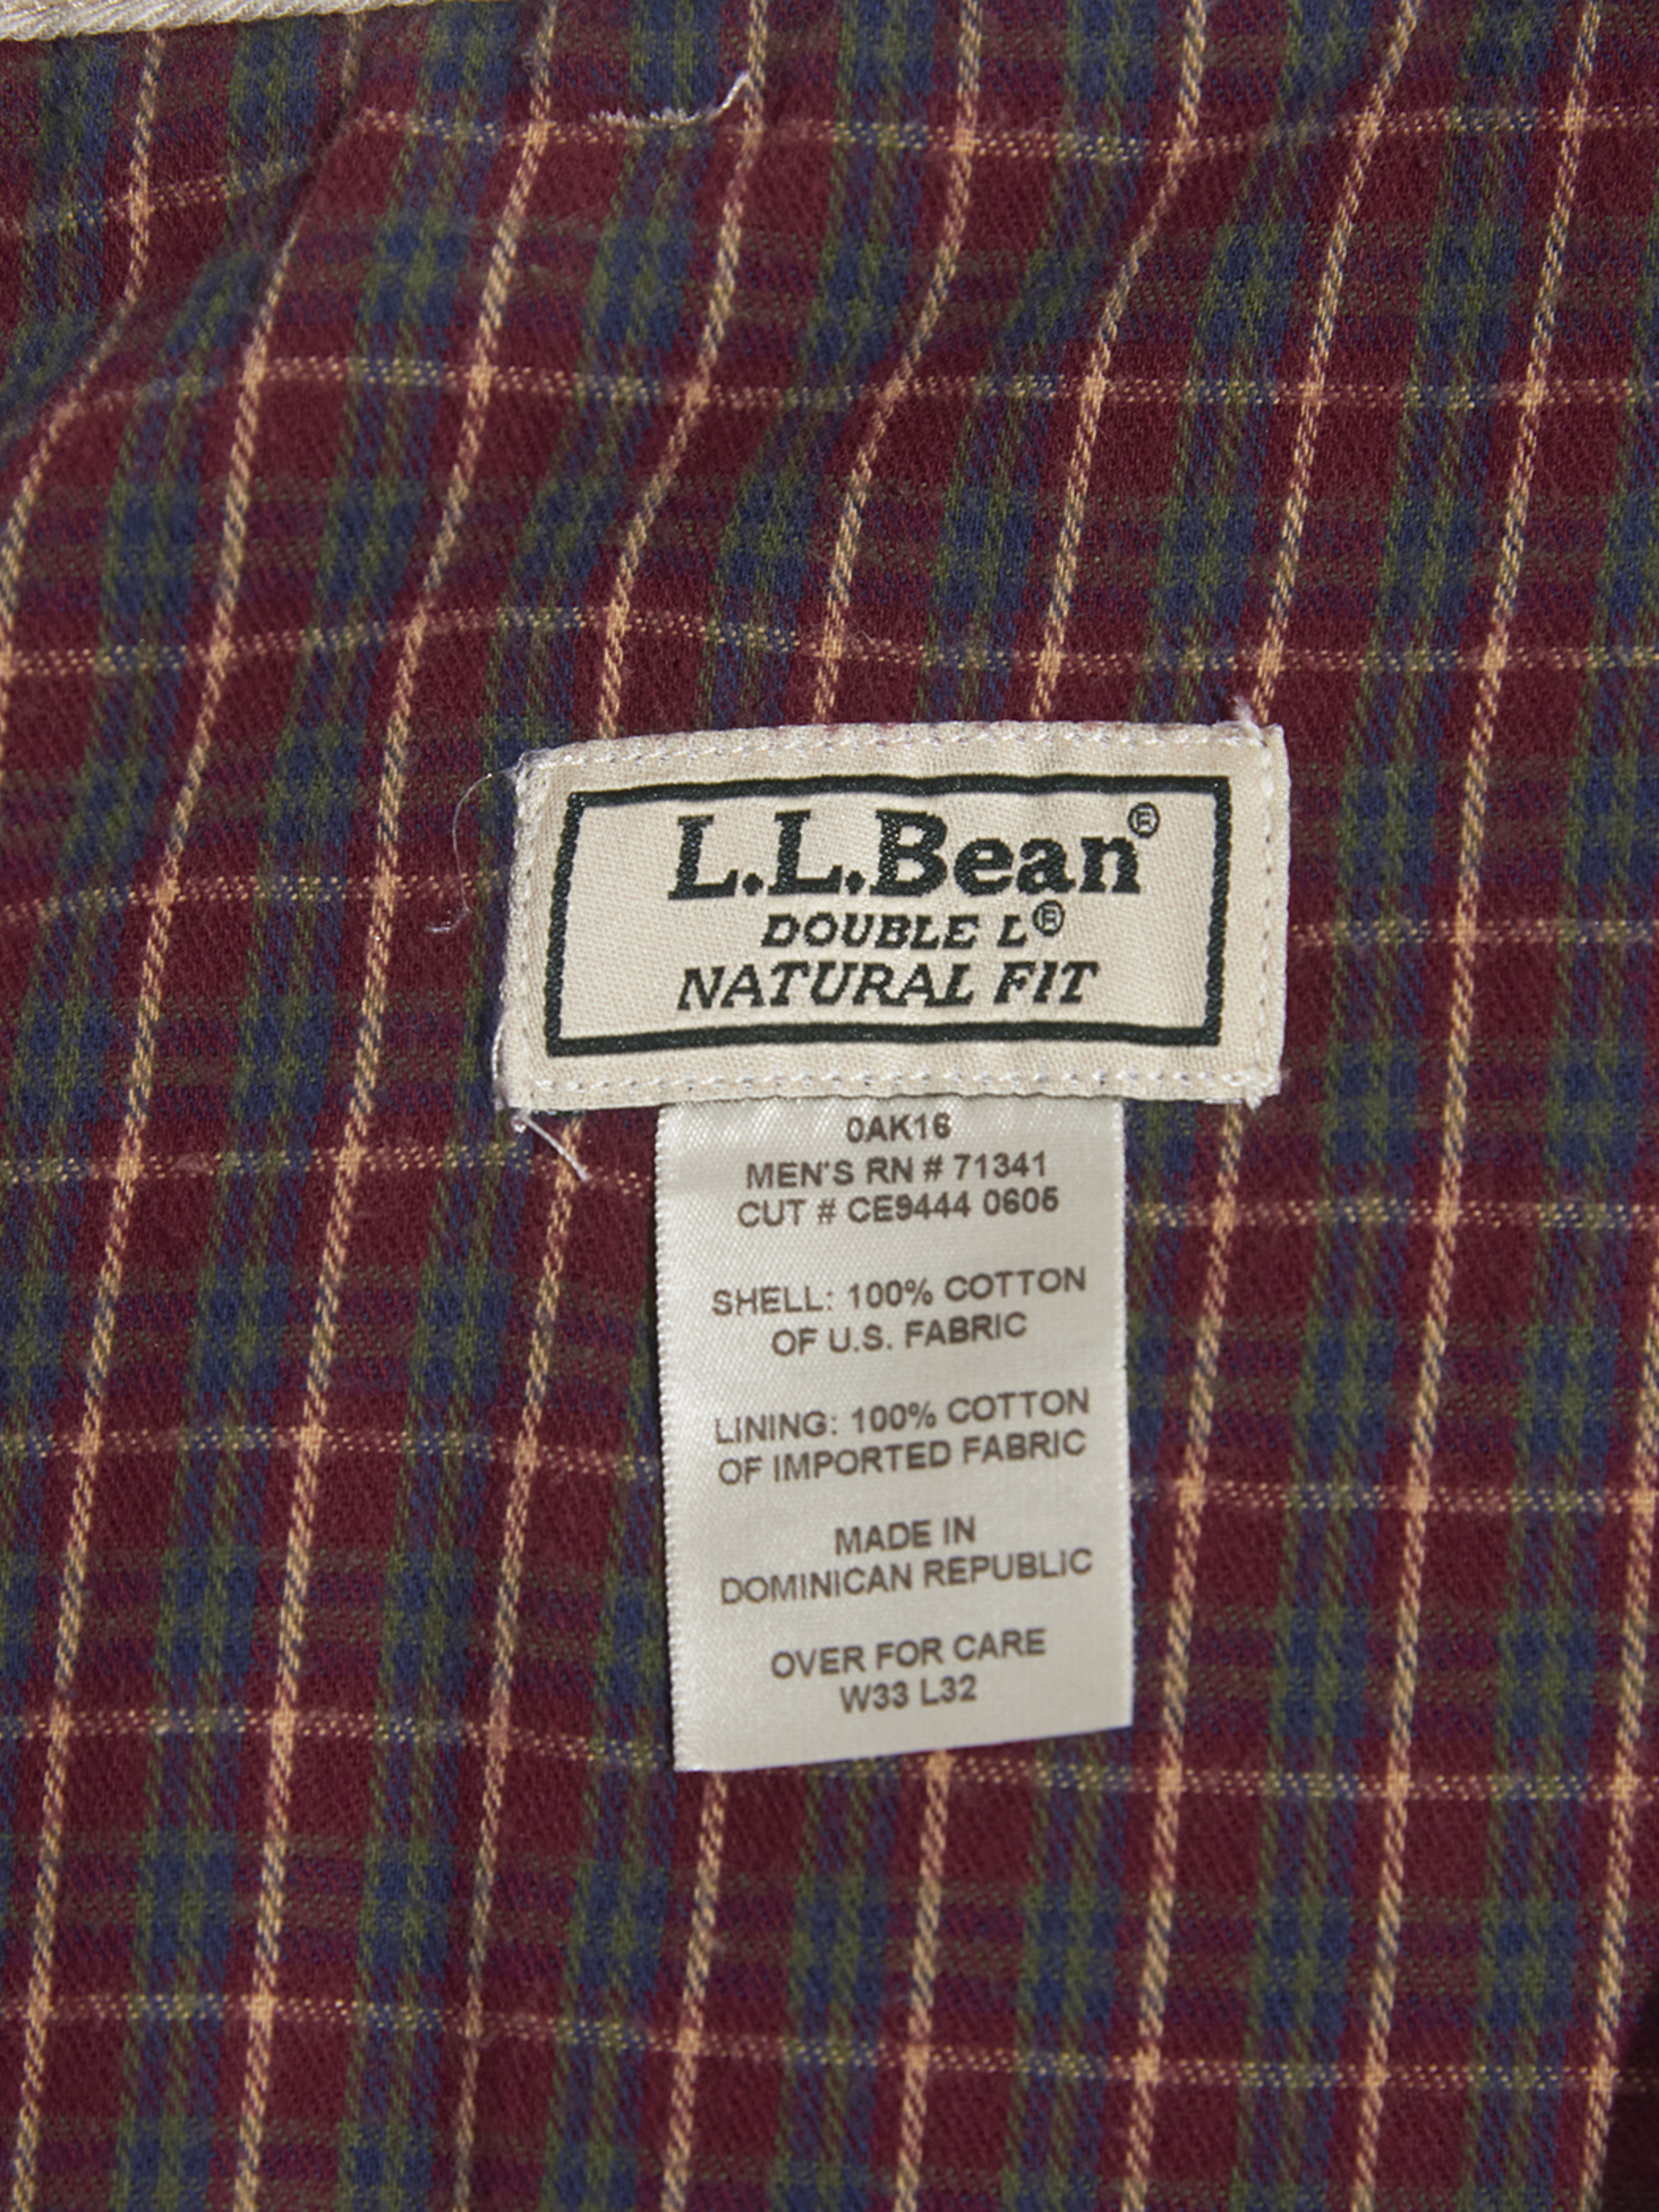 L.L.Bean®
DOUBLE L®
NATURAL FIT
0AK16
MEN'S RN # 71341
CUT # CE9444 0605
SHELL: 100% COTTON
OF U.S. FABRIC
LINING: 100% COTTON
OF IMPORTED FABRIC
MADE IN
DOMINICAN REPUBLIC
OVER FOR CARE
W33 L32